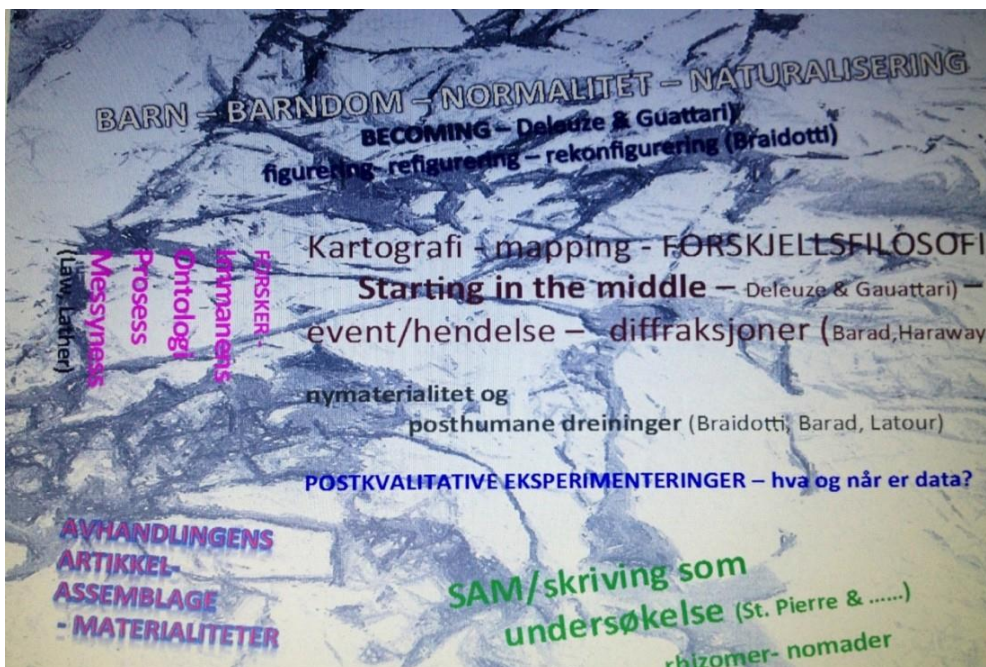 BARN – BARNDOM – NORMALITET – NATURALISERING
BECOMING – Deleuze & Guattari)
figurering- refigurering – rekonfigurering (Braidotti)
Kartografi - mapping - FORSKJELLSFILOSOFI
Starting in the middle – Deleuze & Gauattari) –
event/hendelse – diffraksjoner (Barad,Haraway
nymaterialitet og
posthumane dreininger (Braidotti, Barad, Latour)
POSTKVALITATIVE EKSPERIMENTERINGER – hva og når er data?
FORSKER-
Immanens
Ontologi
Prosess
Messyness
(Law, Lather)
AVHANDLINGENS
ARTIKKEL-
ASSEMBLAGE
- MATERIALITETER
SAM/skriving som
undersøkelse (St. Pierre & ......)
rhizomer- nomader